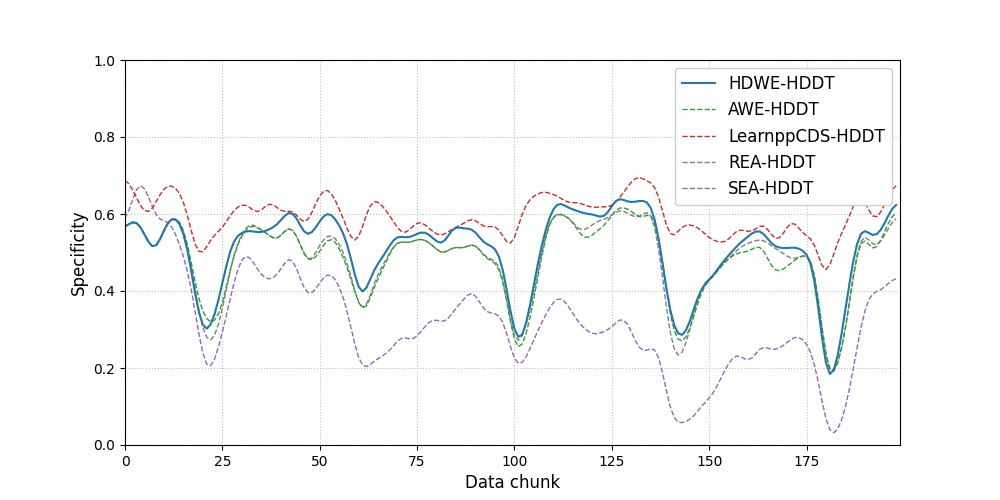 1.0
0.8
0.6
0.4
0.2
0.0
Specificity
HDWE-HDDT
AWE-HDDT
LearnppCDS-HDDT
REA-HDDT
SEA-HDDT
0 25 50 75 100 125 150 175
Data chunk